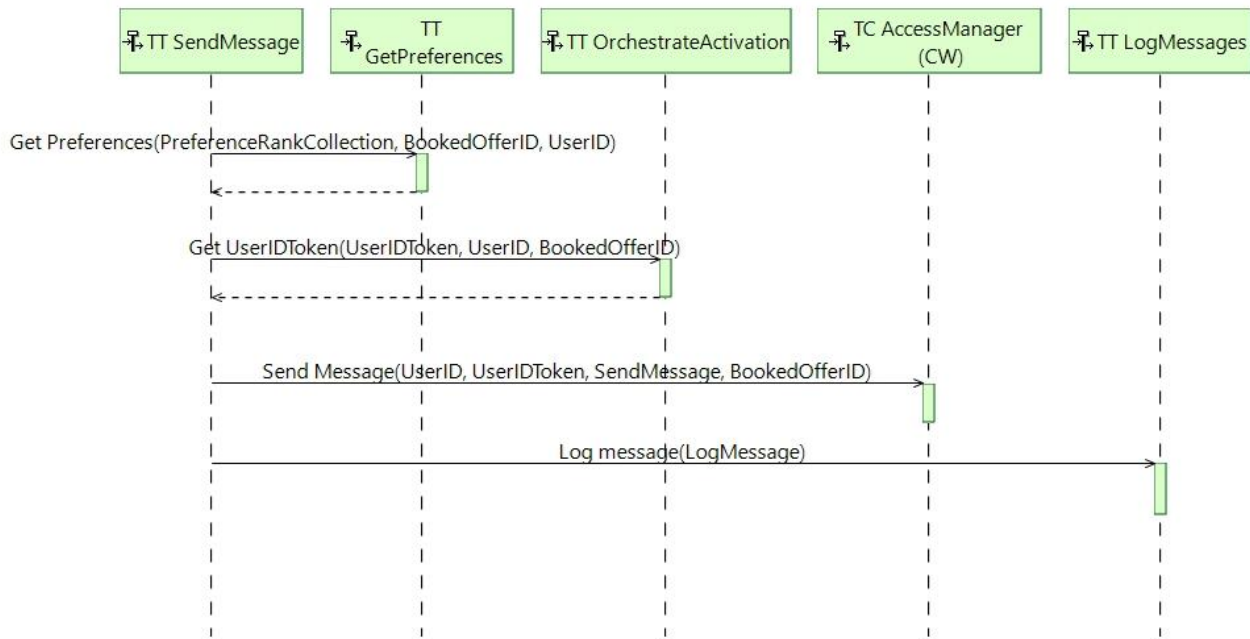 TT SendMessage
TT
GetPreferences
TT OrchestrateActivation
TC AccessManager
(CW)
TT LogMessages
Get Preferences(PreferenceRankCollection, BookedOfferID, UserID)
Get UserIDToken(UserIDToken, UserID, BookedOfferID)
Send Message(UserID, UserIDToken, SendMessage, BookedOfferID)
Log message(LogMessage)